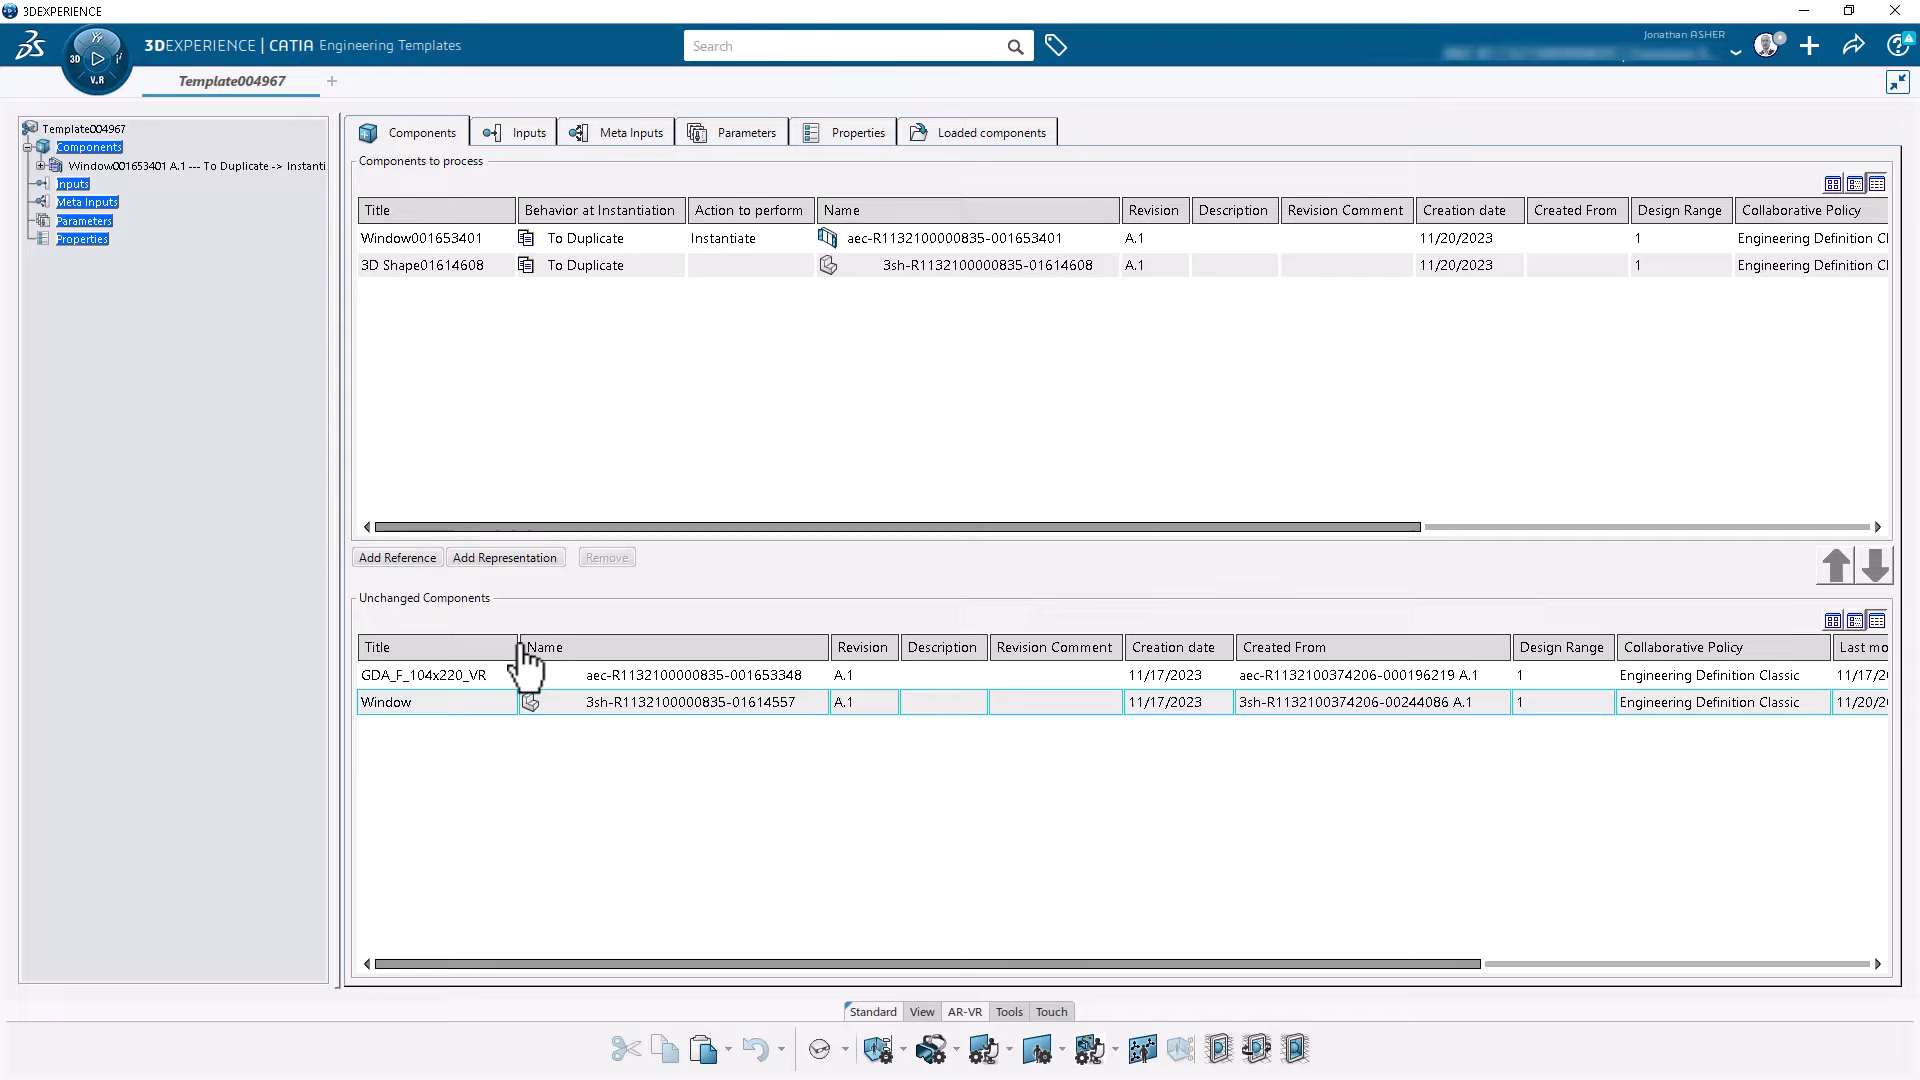 3DEXPERIENCE
3DEXPERIENCE | CATIA Engineering Templates
Search
Jonathan ASHER
3D
V.R
Template004967
Template004967
Components
Window001653401 A.1 --- To Duplicate -> Instanti
Inputs
Meta Inputs
Parameters
Properties
Components Inputs Meta Inputs Parameters Properties Loaded components
Components to process
Title Behavior at Instantiation Action to perform Name Revision Description Revision Comment Creation date Created From Design Range Collaborative Policy
Window001653401 To Duplicate Instantiate aec-R1132100000835-001653401 A.1 11/20/2023 1 Engineering Definition Cl
3D Shape01614608 To Duplicate 3sh-R1132100000835-01614608 A.1 11/20/2023 1 Engineering Definition Cl
Add Reference Add Representation Remove
Unchanged Components
Title Name Revision Description Revision Comment Creation date Created From Design Range Collaborative Policy Last mo
GDA_F_104x220_VR aec-R1132100000835-001653348 A.1 11/17/2023 aec-R1132100374206-000196219 A.1 1 Engineering Definition Classic 11/17/2
Window 3sh-R1132100000835-01614557 A.1 11/17/2023 3sh-R1132100374206-00244086 A.1 1 Engineering Definition Classic 11/20/2
Standard View AR-VR Tools Touch